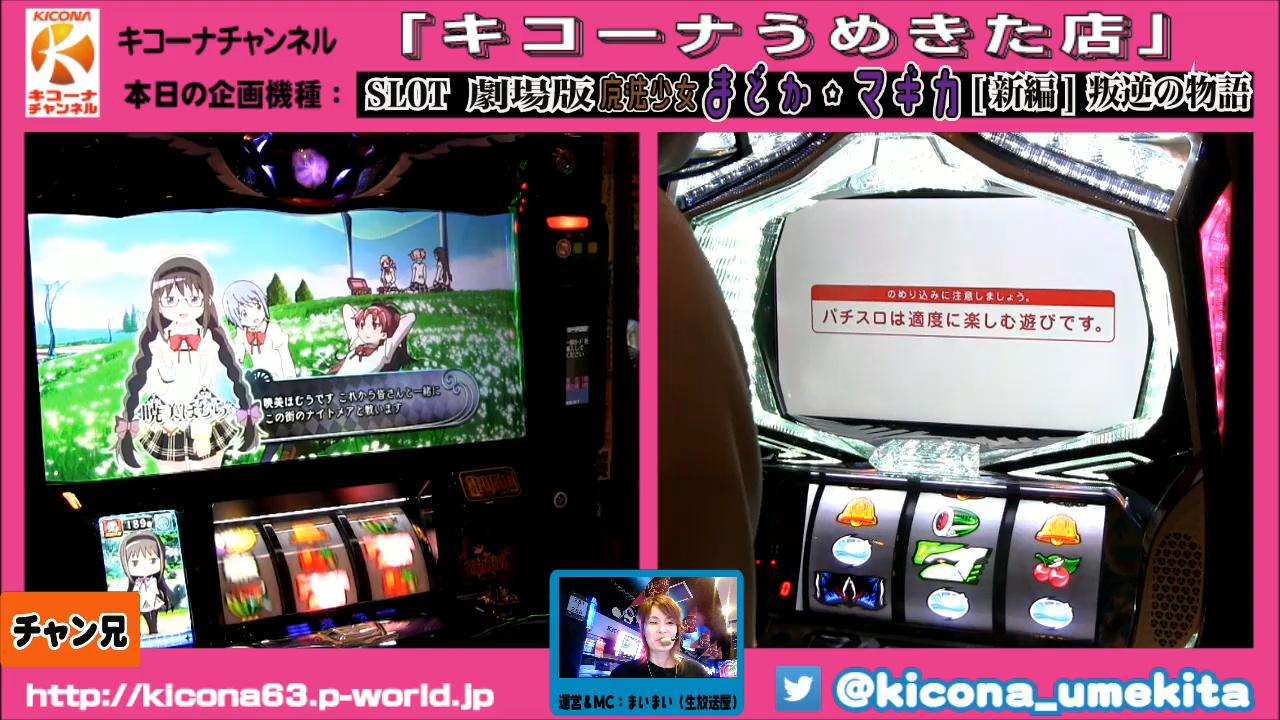 KICONA
キコーナ
チャンネル
キコーナチャンネル
「キコーナうめきた店」
本日の企画機種：
SLOT 劇場版 魔法少女まどか☆マギカ [新編] 叛逆の物語
暁美ほむら
暁美ほむらです これから皆さんと一緒に
この街のナイトメアと戦います
189
のめり込みに注意しましょう。
パチスロは適度に楽しむ遊びです。
チャン兄
運営＆MC：まいまい（生放送屋）
http://kicona63.p-world.jp
@kicona_umekita